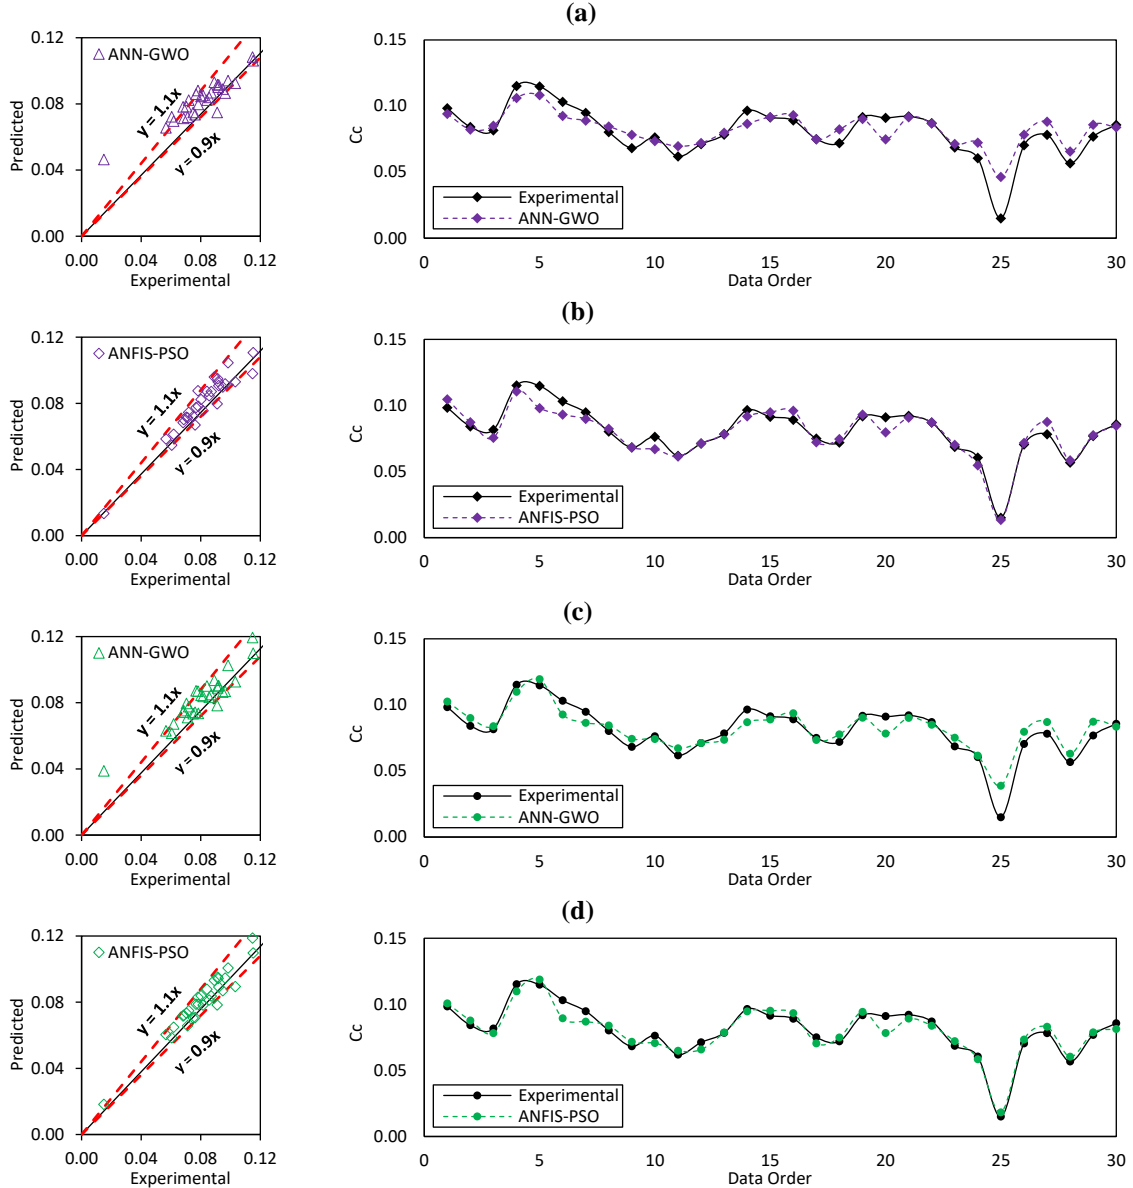 (a)
0.12
0.08
0.04
0.00
Predicted
ANN-GWO
y = 1.1x
y = 0.9x
0.00 0.04 0.08 0.12
Experimental
0.15
0.10
0.05
0.00
Cc
Experimental
ANN-GWO
0 5 10 15 20 25 30
Data Order
(b)
0.12
0.08
0.04
0.00
Predicted
ANFIS-PSO
y = 1.1x
y = 0.9x
0.00 0.04 0.08 0.12
Experimental
0.15
0.10
0.05
0.00
Cc
Experimental
ANFIS-PSO
0 5 10 15 20 25 30
Data Order
(c)
0.12
0.08
0.04
0.00
Predicted
ANN-GWO
y = 1.1x
y = 0.9x
0.00 0.04 0.08 0.12
Experimental
0.15
0.10
0.05
0.00
Cc
Experimental
ANN-GWO
0 5 10 15 20 25 30
Data Order
(d)
0.12
0.08
0.04
0.00
Predicted
ANFIS-PSO
y = 1.1x
y = 0.9x
0.00 0.04 0.08 0.12
Experimental
0.15
0.10
0.05
0.00
Cc
Experimental
ANFIS-PSO
0 5 10 15 20 25 30
Data Order